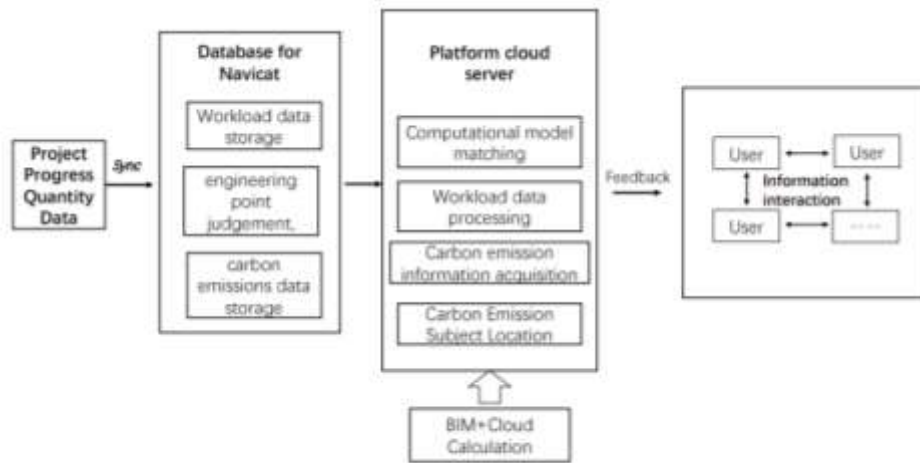 Project
Progress
Quantity
Data
Sync
Database for
Navicat
Workload data
storage
engineering
point
judgement,
carbon
emissions data
storage
Platform cloud
server
Computational model
matching
Workload data
processing
Carbon emission
information acquisition
Carbon Emission
Subject Location
BIM+Cloud
Calculation
Feedback
User
User
Information
interaction
User
-- --